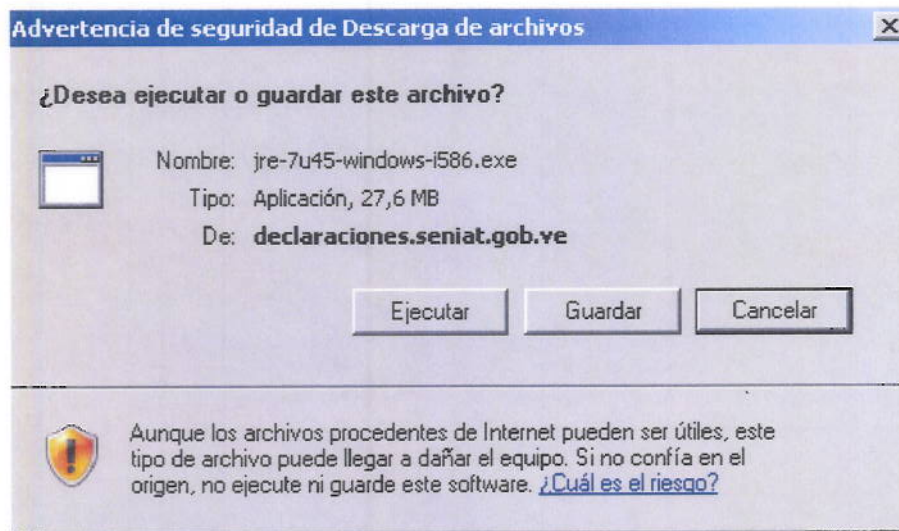 Advertencia de seguridad de Descarga de archivos
¿Desea ejecutar o guardar este archivo?
Nombre: jre-7u45-windows-i586.exe
Tipo: Aplicación, 27,6 MB
De: declaraciones.seniat.gob.ve
Ejecutar Guardar Cancelar
Aunque los archivos procedentes de Internet pueden ser útiles, este
tipo de archivo puede llegar a dañar el equipo. Si no confía en el
origen, no ejecute ni guarde este software. ¿Cuál es el riesgo?